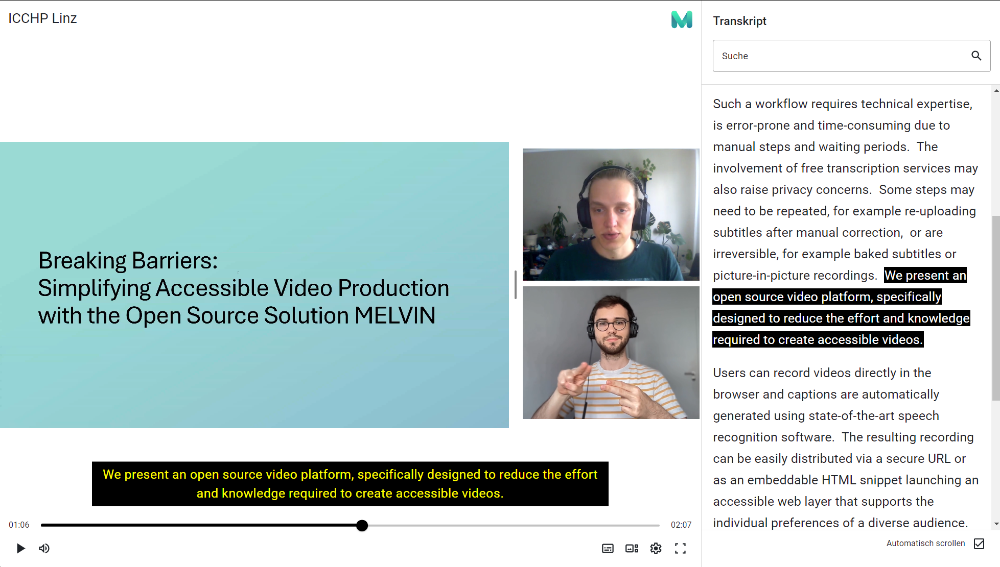 ICCHP Linz
M
Breaking Barriers:
Simplifying Accessible Video Production
with the Open Source Solution MELVIN
We present an open source video platform, specifically designed to reduce the effort
and knowledge required to create accessible videos.
01:06
02:07
Transkript
Suche
Such a workflow requires technical expertise,
is error-prone and time-consuming due to
manual steps and waiting periods.  The
involvement of free transcription services may
also raise privacy concerns.  Some steps may
need to be repeated, for example re-uploading
subtitles after manual correction,  or are
irreversible, for example baked subtitles or
picture-in-picture recordings.  We present an
open source video platform, specifically
designed to reduce the effort and knowledge
required to create accessible videos.
Users can record videos directly in the
browser and captions are automatically
generated using state-of-the-art speech
recognition software.  The resulting recording
can be easily distributed via a secure URL or
as an embeddable HTML snippet launching an
accessible web layer that supports the
individual preferences of a diverse audience.
Automatisch scrollen